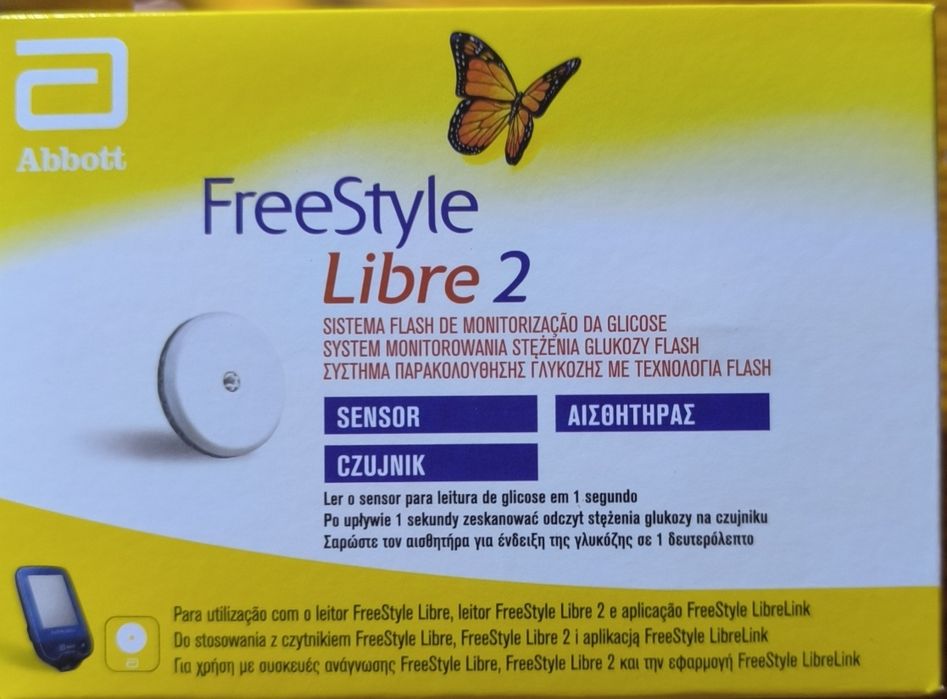 Abbott
FreeStyle
Libre 2
SISTEMA FLASH DE MONITORIZAÇÃO DA GLICOSE
SYSTEM MONITOROWANIA STĘŻENIA GLUKOZY FLASH
ΣΥΣΤΗΜΑ ΠΑΡΑΚΟΛΟΥΘΗΣΗΣ ΓΛΥΚΟΖΗΣ ΜΕ ΤΕΧΝΟΛΟΓΙΑ FLASH
SENSOR
ΑΙΣΘΗΤΗΡΑΣ
CZUJNIK
Ler o sensor para leitura de glicose em 1 segundo
Po upływie 1 sekundy zeskanować odczyt stężenia glukozy na czujniku
Σαρώστε τον αισθητήρα για ένδειξη της γλυκόζης σε 1 δευτερόλεπτο
Para utilização com o leitor FreeStyle Libre, leitor FreeStyle Libre 2 e aplicação FreeStyle LibreLink
Do stosowania z czytnikiem FreeStyle Libre, FreeStyle Libre 2 i aplikacją FreeStyle LibreLink
Για χρήση με συσκευές ανάγνωσης FreeStyle Libre, FreeStyle Libre 2 και την εφαρμογή FreeStyle LibreLink